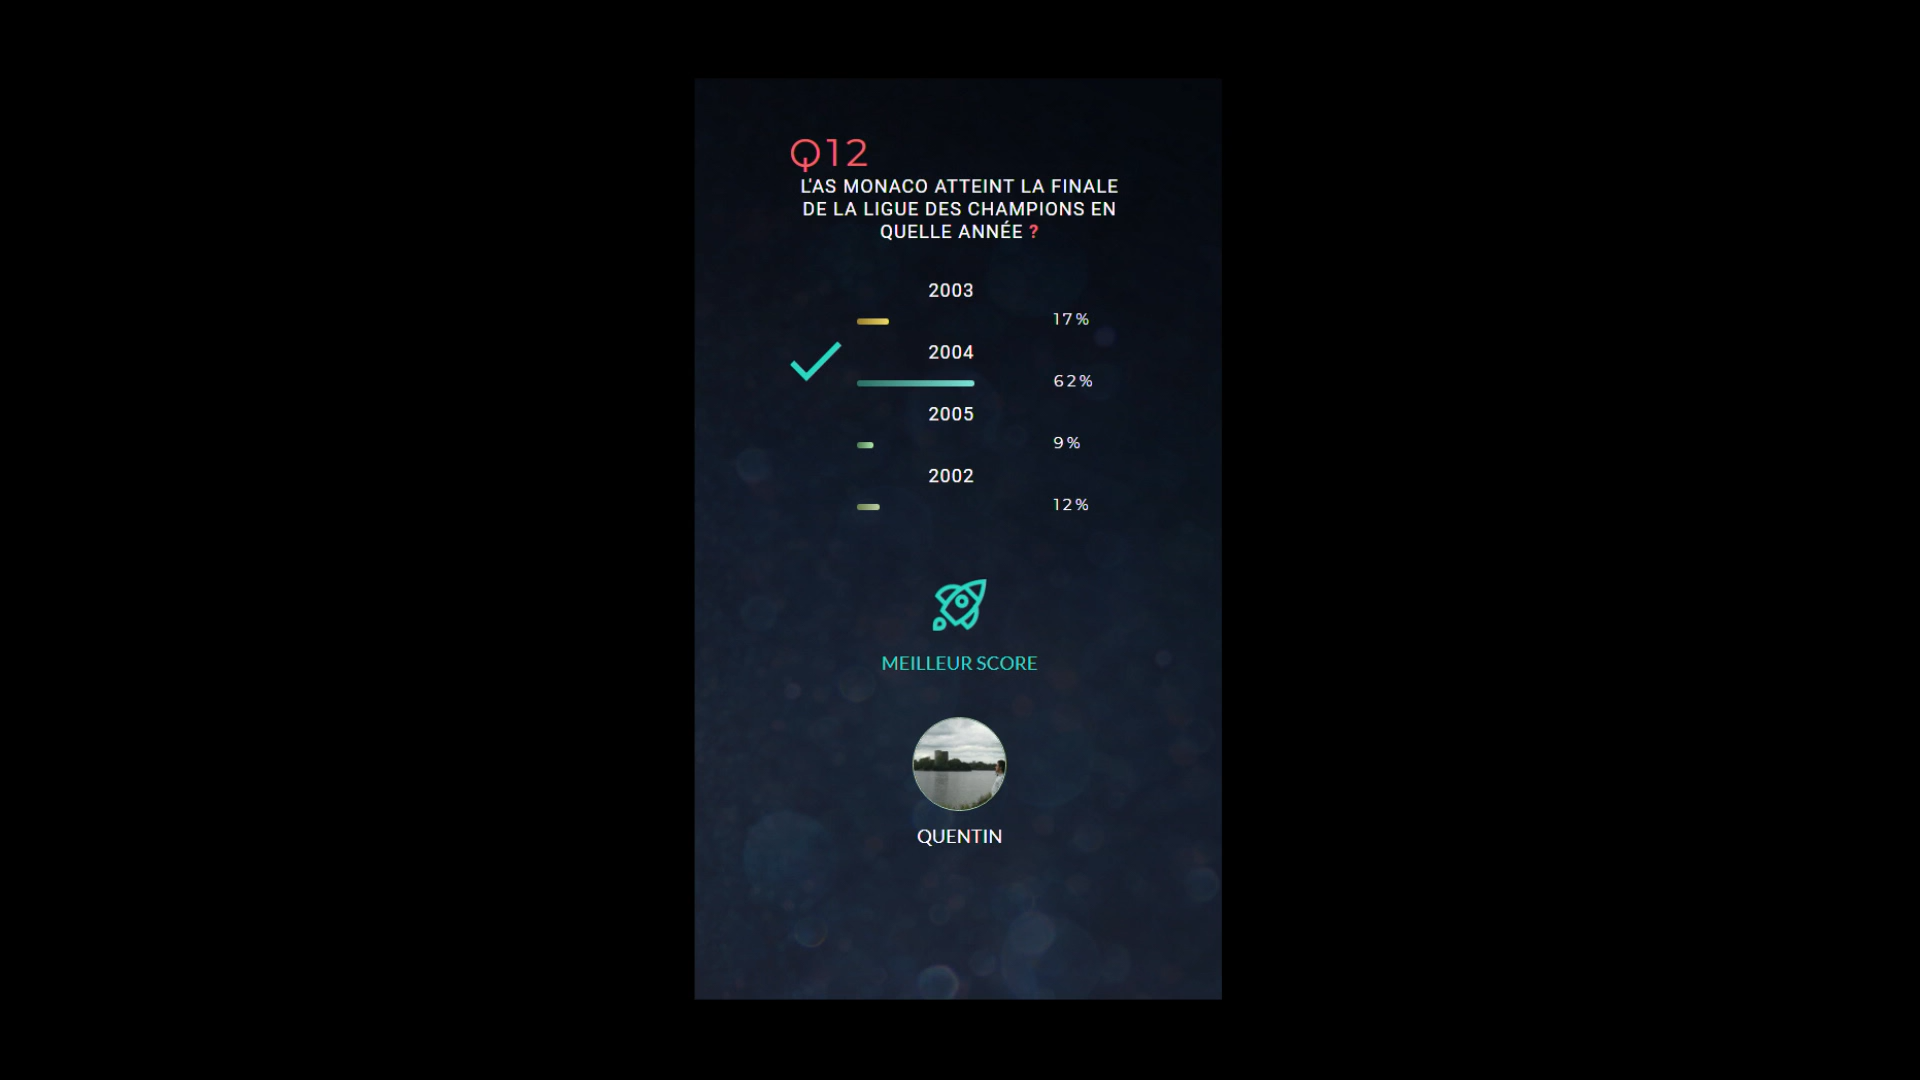 Q12
L'AS MONACO ATTEINT LA FINALE
DE LA LIGUE DES CHAMPIONS EN
QUELLE ANNÉE ?
2003
17%
2004
62%
2005
9%
2002
12%
MEILLEUR SCORE
QUENTIN